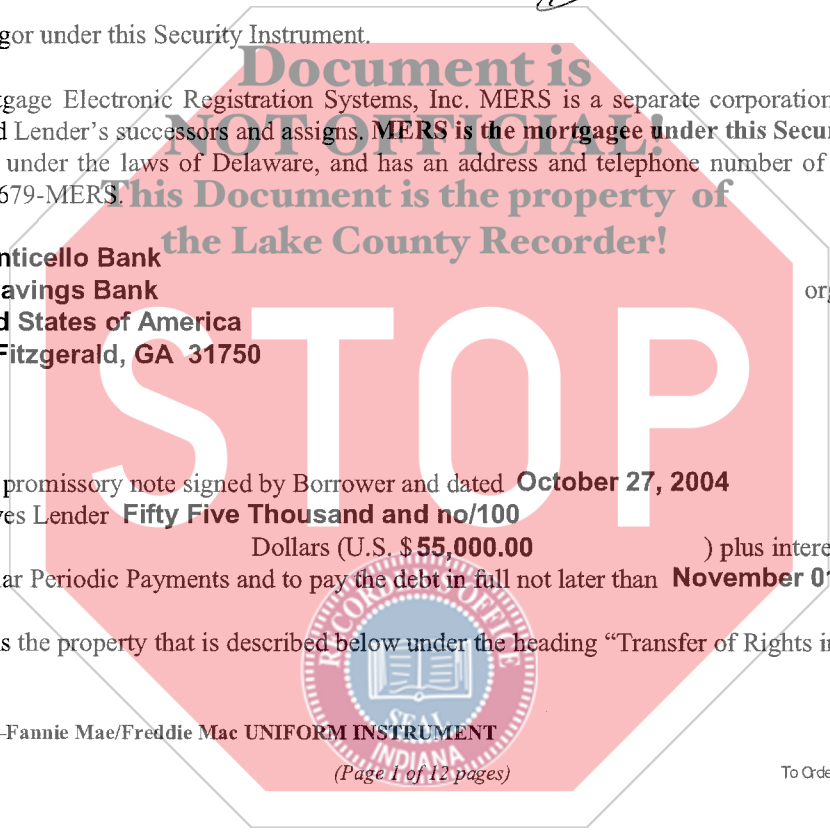 gor under this Security Instrument.
Document is
tgage Electronic Registration Systems, Inc. MERS is a separate corporation
NOT OFFICIAL!
d Lender's successors and assigns. MERS is the mortgagee under this Secur
under the laws of Delaware, and has an address and telephone number of
679-MERS.
This Document is the property of
the Lake County Recorder!
nticello Bank
avings Bank
org
d States of America
Fitzgerald, GA 31750
STOP
promissory note signed by Borrower and dated October 27, 2004
ves Lender Fifty Five Thousand and no/100
Dollars (U.S. $55,000.00 ) plus intere
ar Periodic Payments and to pay the debt in full not later than November 01
RECORDER'S OFFICE
s the property that is described below under the heading “Transfer of Rights in
SEAL
INDIANA
–Fannie Mae/Freddie Mac UNIFORM INSTRUMENT
(Page 1 of 12 pages)
To Orde